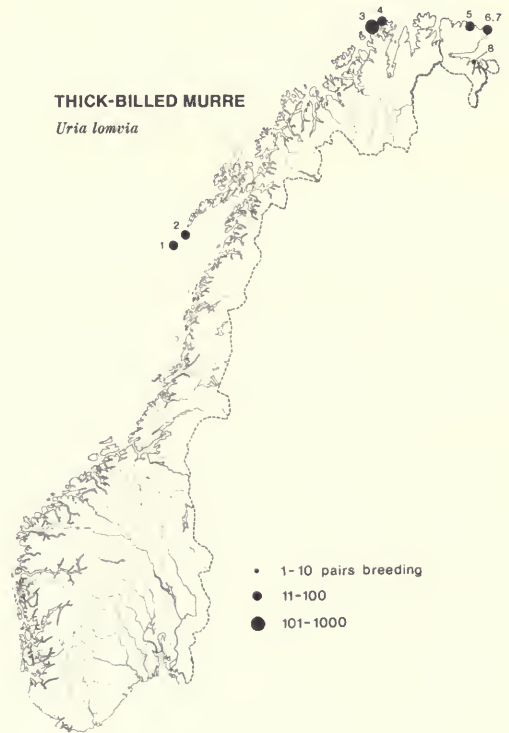 3 4 5 6.7
8
THICK-BILLED MURRE
Uria lomvia
2
1
1-10 pairs breeding
11-100
101-1000